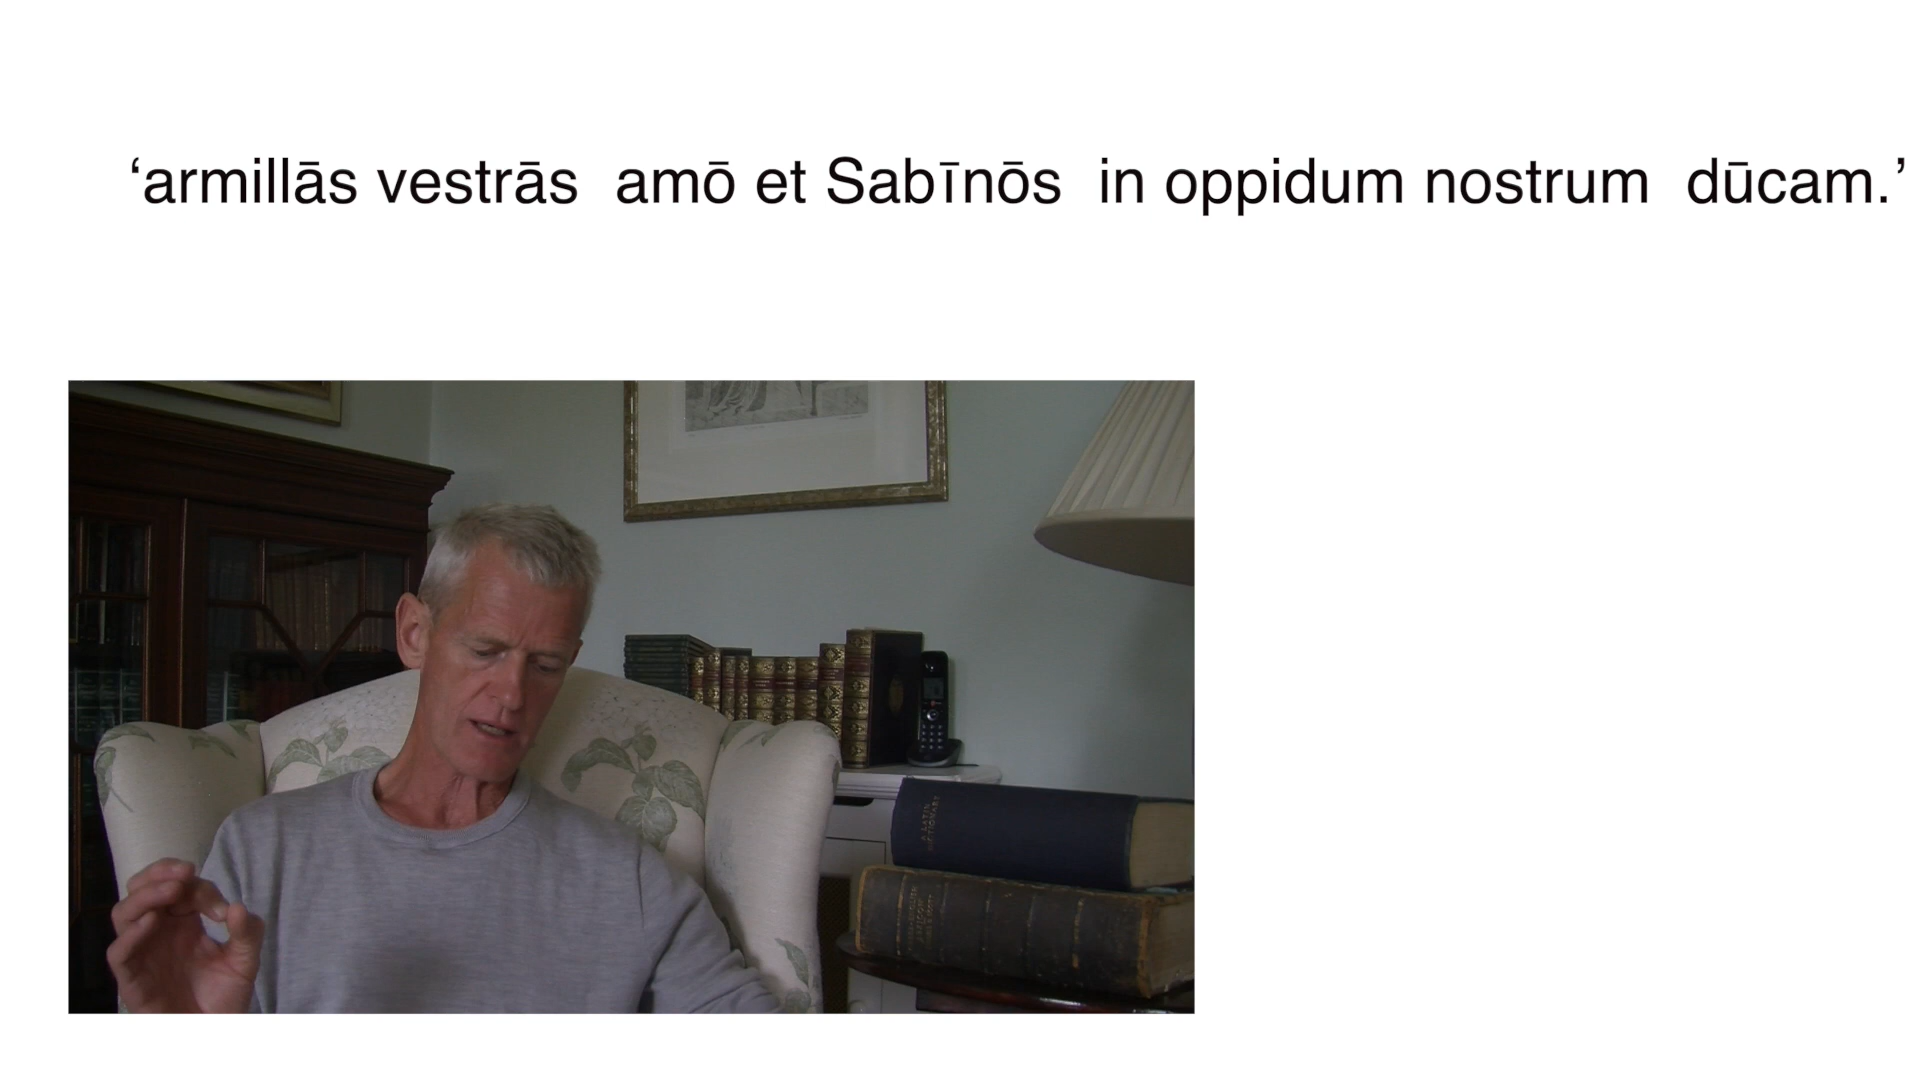 ‘armillās vestrās amō et Sabīnōs in oppidum nostrum dūcam.’